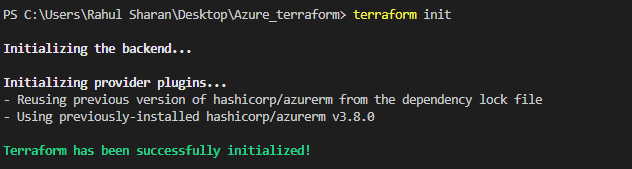 PS C:\Users\Rahul Sharan\Desktop\Azure_terraform> terraform init
Initializing the backend...
Initializing provider plugins...
- Reusing previous version of hashicorp/azurerm from the dependency lock file
- Using previously-installed hashicorp/azurerm v3.8.0
Terraform has been successfully initialized!